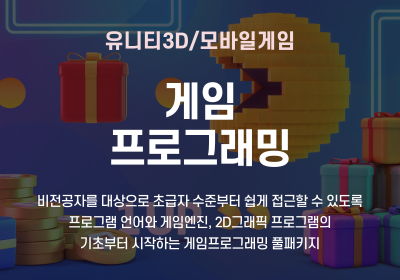 유니티3D/모바일게임
게임
프로그래밍
비전공자를 대상으로 초급자 수준부터 쉽게 접근할 수 있도록
프로그램 언어와 게임엔진, 2D그래픽 프로그램의
기초부터 시작하는 게임프로그래밍 풀패키지